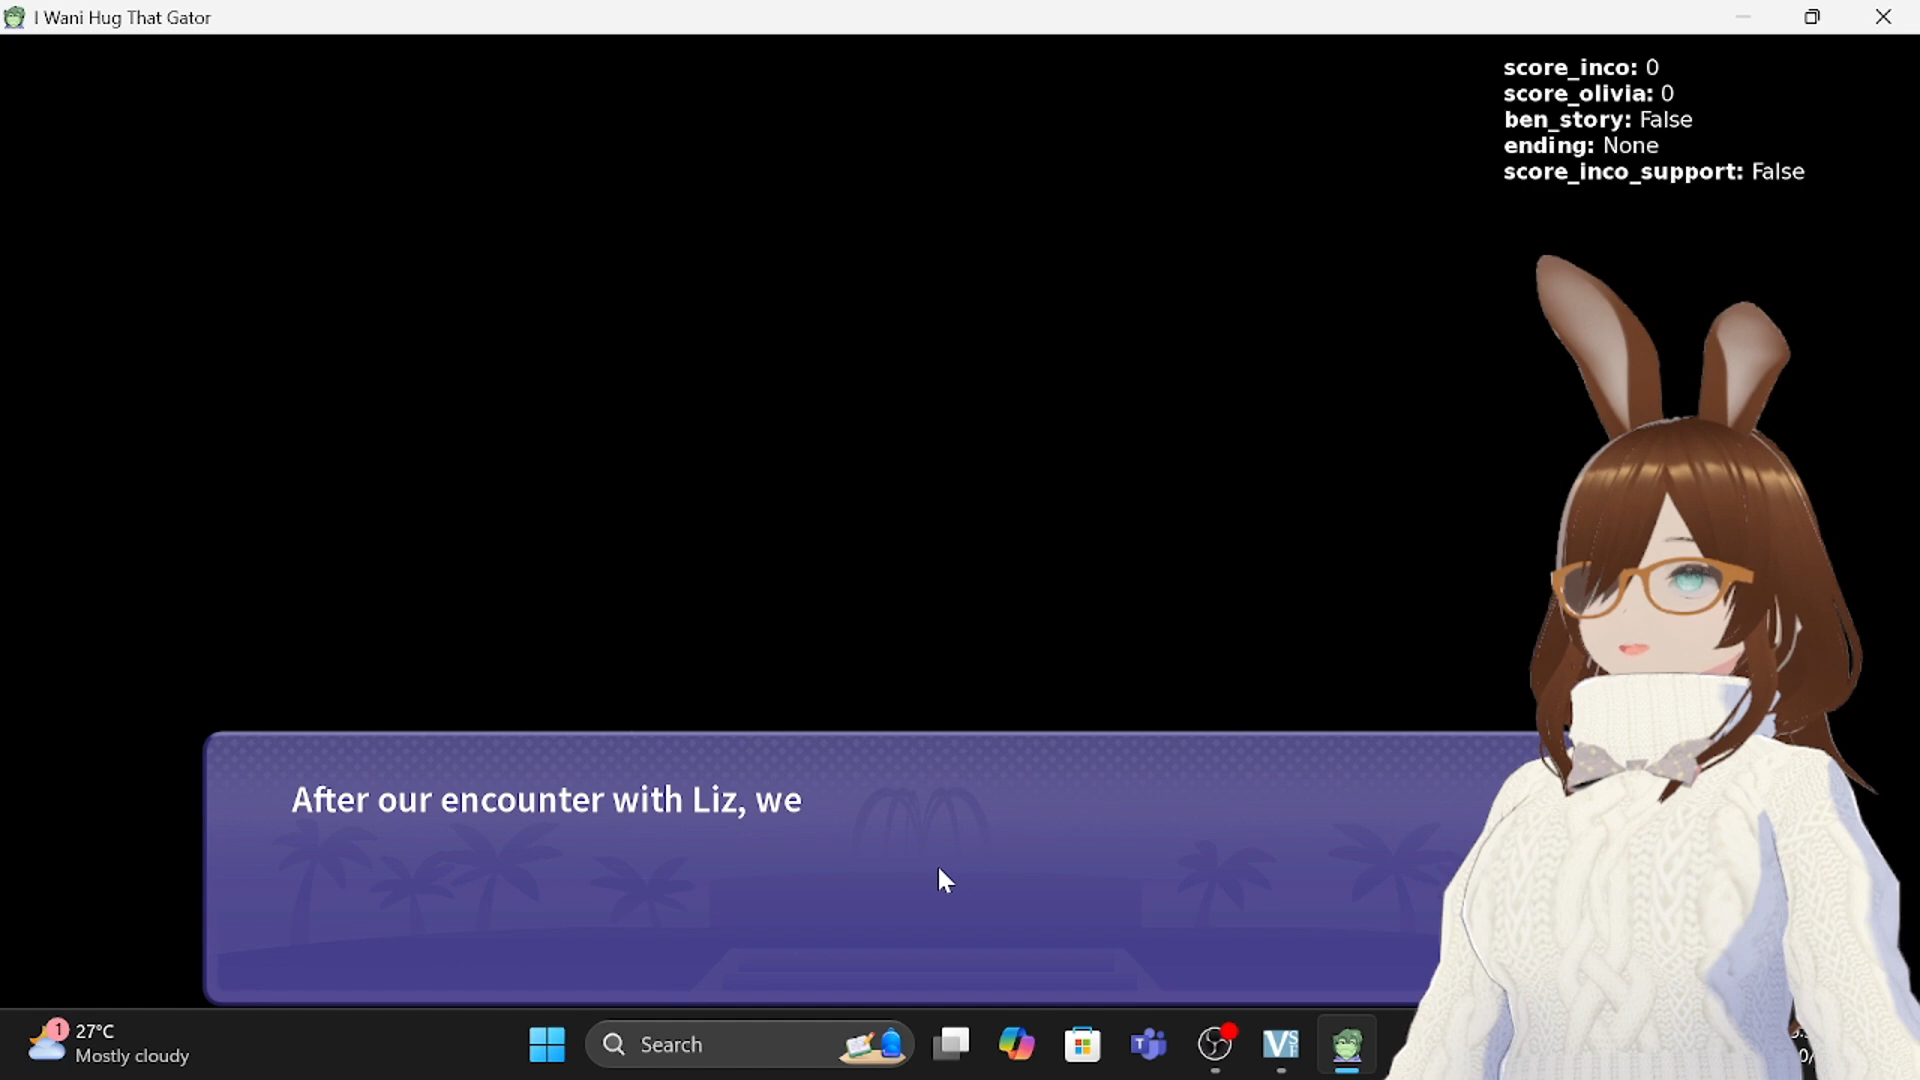 I Wani Hug That Gator
score_inco: 0
score_olivia: 0
ben_story: False
ending: None
score_inco_support: False
After our encounter with Liz, we
1
27°C
Mostly cloudy
Search